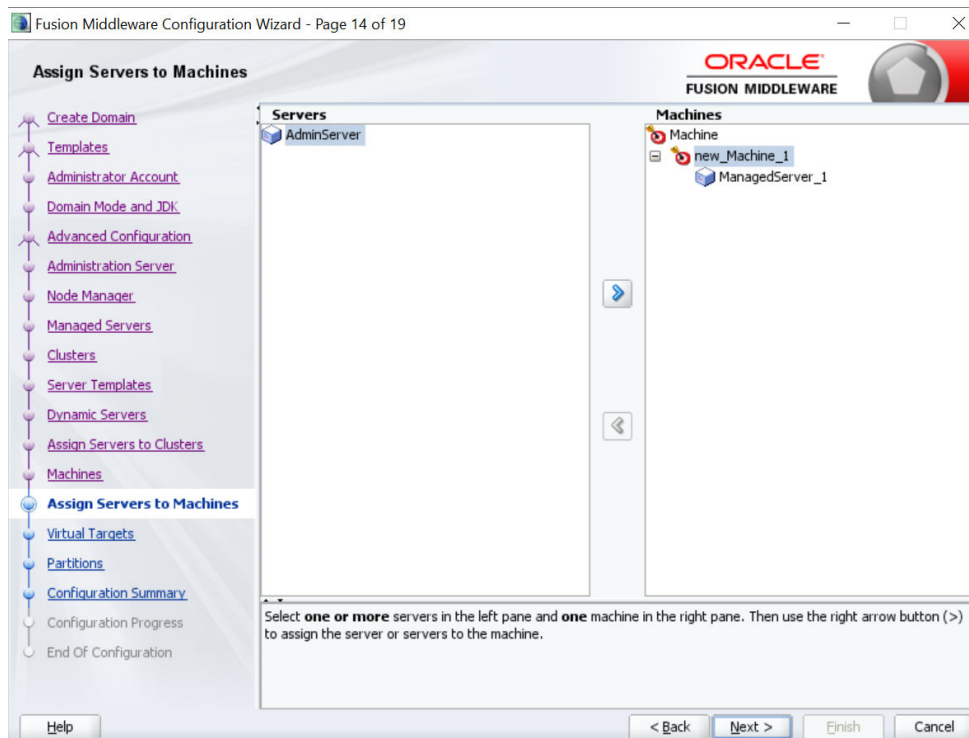 Fusion Middleware Configuration Wizard - Page 14 of 19
Assign Servers to Machines
ORACLE
FUSION MIDDLEWARE
Create Domain
Templates
Administrator Account
Domain Mode and JDK
Advanced Configuration
Administration Server
Node Manager
Managed Servers
Clusters
Server Templates
Dynamic Servers
Assign Servers to Clusters
Machines
Assign Servers to Machines
Virtual Targets
Partitions
Configuration Summary
Configuration Progress
End Of Configuration
Servers
AdminServer
Machines
Machine
new_Machine_1
ManagedServer_1
Select one or more servers in the left pane and one machine in the right pane. Then use the right arrow button (>)
to assign the server or servers to the machine.
Help
< Back
Next >
Finish
Cancel